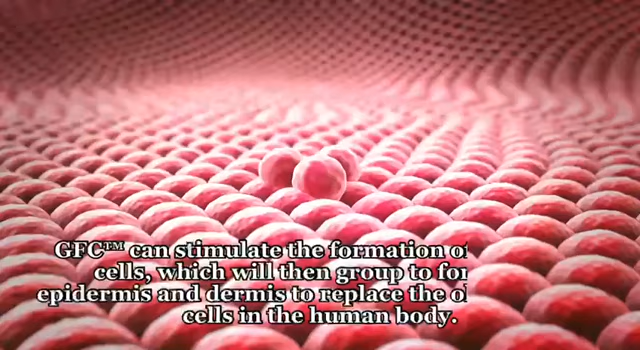 GFC™ can stimulate the formation
cells, which will then group to
epidermis and dermis to replace the
cells in the human body.